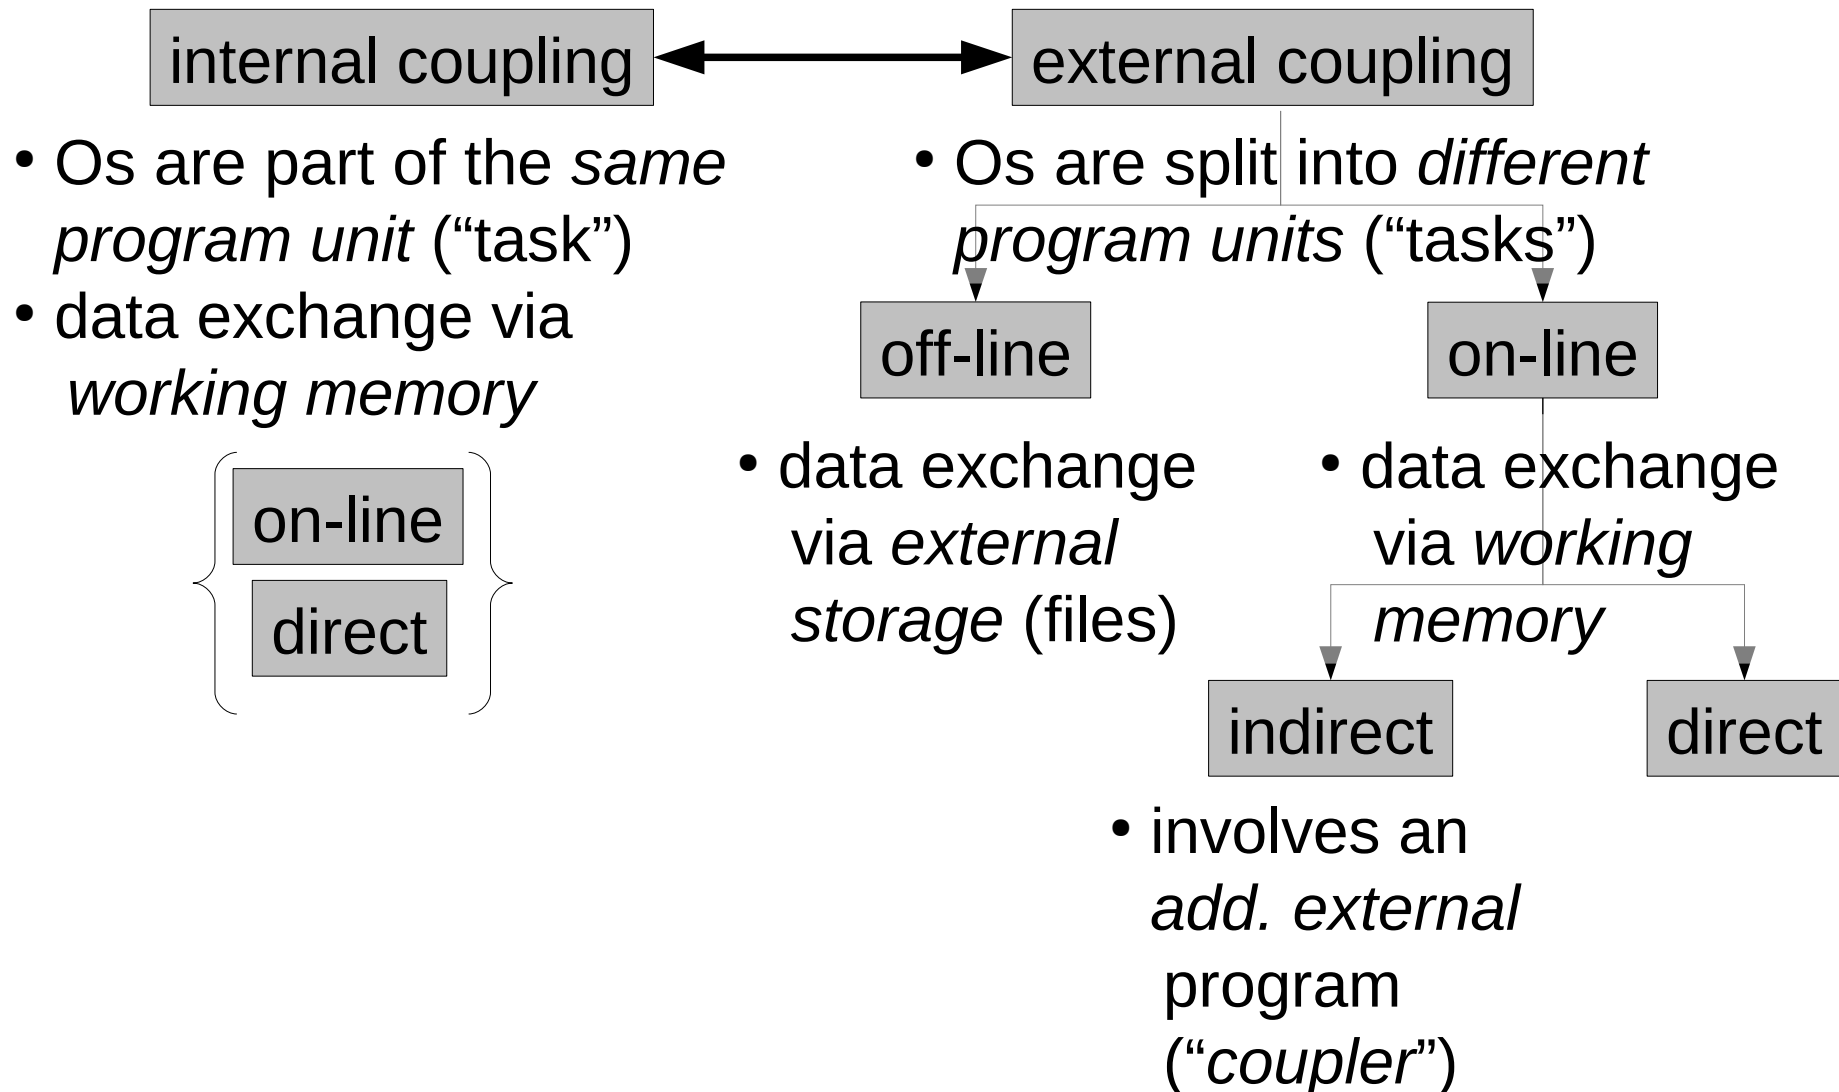 internal coupling
• Os are part of the same
program unit (“task”)
• data exchange via
working memory
on-line
direct
external coupling
• Os are split into different
program units (“tasks”)
off-line
• data exchange
via external
storage (files)
on-line
• data exchange
via working
memory
indirect
• involves an
add. external
program
(“coupler”)
direct